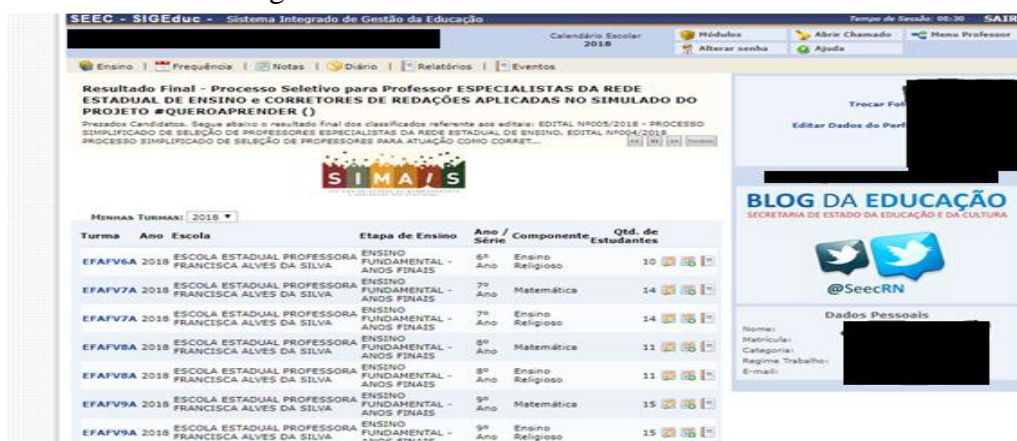 SEEC - SIGEduc - Sistema Integrado de Gestão da Educação
Tempo de Sessão: 00:30 SAIR
Calendário Escolar
2018
Módulos
Abrir Chamado
Menu Professor
Alterar senha
Ajuda
Ensino | Frequência | Notas | Diário | Relatórios | Eventos
Resultado Final - Processo Seletivo para Professor ESPECIALISTAS DA REDE
ESTADUAL DE ENSINO e CORRETORES DE REDAÇÕES APLICADAS NO SIMULADO DO
PROJETO #QUEROAPRENDER ()
Prezados Candidatos. Segue abaixo o resultado final dos classificados referente aos editais: EDITAL Nº005/2018 - PROCESSO
SIMPLIFICADO DE SELEÇÃO DE PROFESSORES ESPECIALISTAS DA REDE ESTADUAL DE ENSINO. EDITAL Nº004/2018
PROCESSO SIMPLIFICADO DE SELEÇÃO DE PROFESSORES PARA ATUAÇÃO COMO CORRET...
SIMAIS
MINHAS TURMAS: 2018
Turma Ano Escola Etapa de Ensino Ano / Série Componente Qtd. de Estudantes
EFAFV6A 2018 ESCOLA ESTADUAL PROFESSORA FRANCISCA ALVES DA SILVA ENSINO FUNDAMENTAL - ANOS FINAIS 6º Ano Ensino Religioso 10
EFAFV7A 2018 ESCOLA ESTADUAL PROFESSORA FRANCISCA ALVES DA SILVA ENSINO FUNDAMENTAL - ANOS FINAIS 7º Ano Matemática 14
EFAFV7A 2018 ESCOLA ESTADUAL PROFESSORA FRANCISCA ALVES DA SILVA ENSINO FUNDAMENTAL - ANOS FINAIS 7º Ano Ensino Religioso 14
EFAFV8A 2018 ESCOLA ESTADUAL PROFESSORA FRANCISCA ALVES DA SILVA ENSINO FUNDAMENTAL - ANOS FINAIS 8º Ano Matemática 11
EFAFV8A 2018 ESCOLA ESTADUAL PROFESSORA FRANCISCA ALVES DA SILVA ENSINO FUNDAMENTAL - ANOS FINAIS 8º Ano Ensino Religioso 11
EFAFV9A 2018 ESCOLA ESTADUAL PROFESSORA FRANCISCA ALVES DA SILVA ENSINO FUNDAMENTAL - ANOS FINAIS 9º Ano Matemática 15
EFAFV9A 2018 ESCOLA ESTADUAL PROFESSORA FRANCISCA ALVES DA SILVA ENSINO FUNDAMENTAL - ANOS FINAIS 9º Ano Ensino Religioso 15
Trocar Fot
Editar Dados do Perf
BLOG DA EDUCAÇÃO
SECRETARIA DE ESTADO DA EDUCAÇÃO E DA CULTURA
@SeecRN
Dados Pessoais
Nome:
Matrícula:
Categoria:
Regime Trabalho:
E-mail: